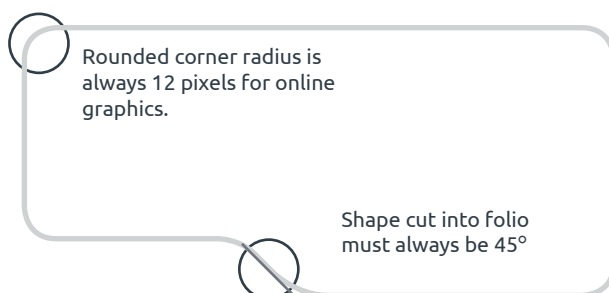 Rounded corner radius is
always 12 pixels for online
graphics.
Shape cut into folio
must always be 45°